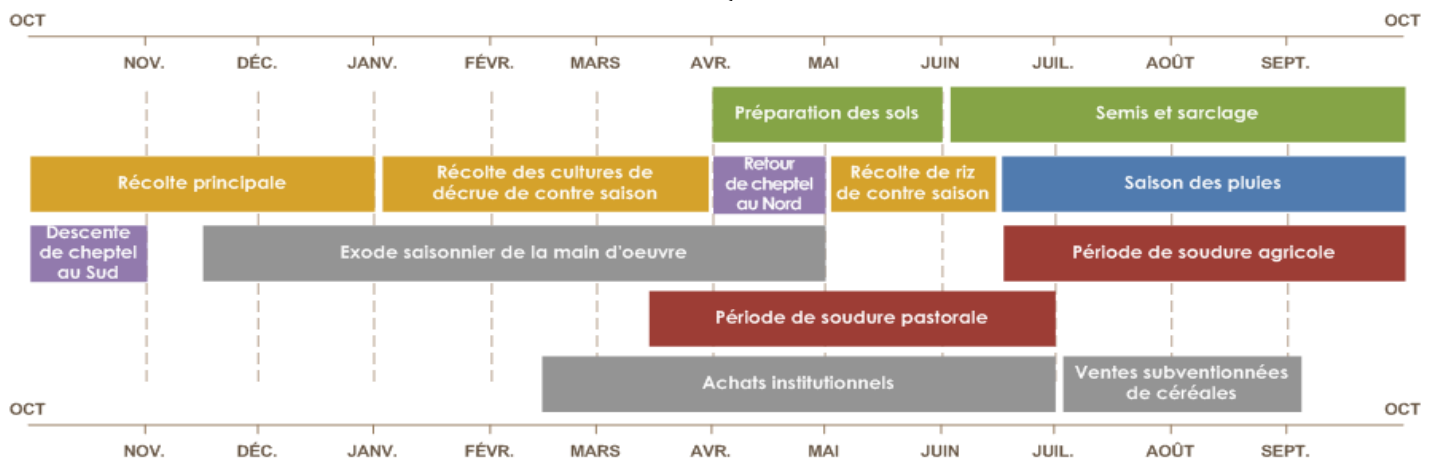 OCT OCT
NOV. DÉC. JANV. FÉVR. MARS AVR. MAI JUIN JUIL. AOÛT SEPT.
Préparation des sols
Semis et sarclage
Récolte principale
Récolte des cultures de
décrue de contre saison
Retour
de cheptel
au Nord
Récolte de riz
de contre saison
Saison des pluies
Descente
de cheptel
au Sud
Exode saisonnier de la main d'oeuvre
Période de soudure agricole
Période de soudure pastorale
Achats institutionnels
Ventes subventionnées
de céréales
OCT OCT
NOV. DÉC. JANV. FÉVR. MARS AVR. MAI JUIN JUIL. AOÛT SEPT.